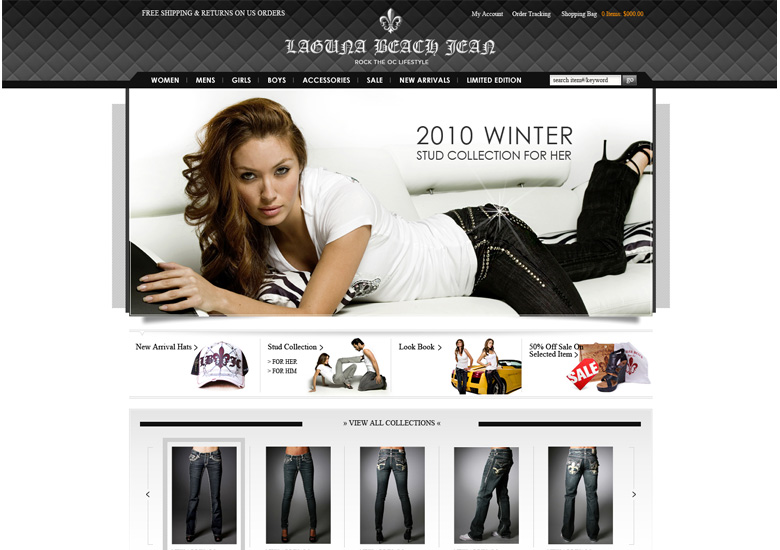 FREE SHIPPING & RETURNS ON US ORDERS
My Account Order Tracking Shopping Bag 0 Items: $000.00
LAGUNA BEACH JEAN
ROCK THE OC LIFESTYLE
WOMEN MENS GIRLS BOYS ACCESSORIES SALE NEW ARRIVALS LIMITED EDITION search item#/keyword go
2010 WINTER
STUD COLLECTION FOR HER
New Arrival Hats >
Stud Collection >
> FOR HER
> FOR HIM
Look Book >
50% Off Sale On
Selected Item >
SALE
» VIEW ALL COLLECTIONS «